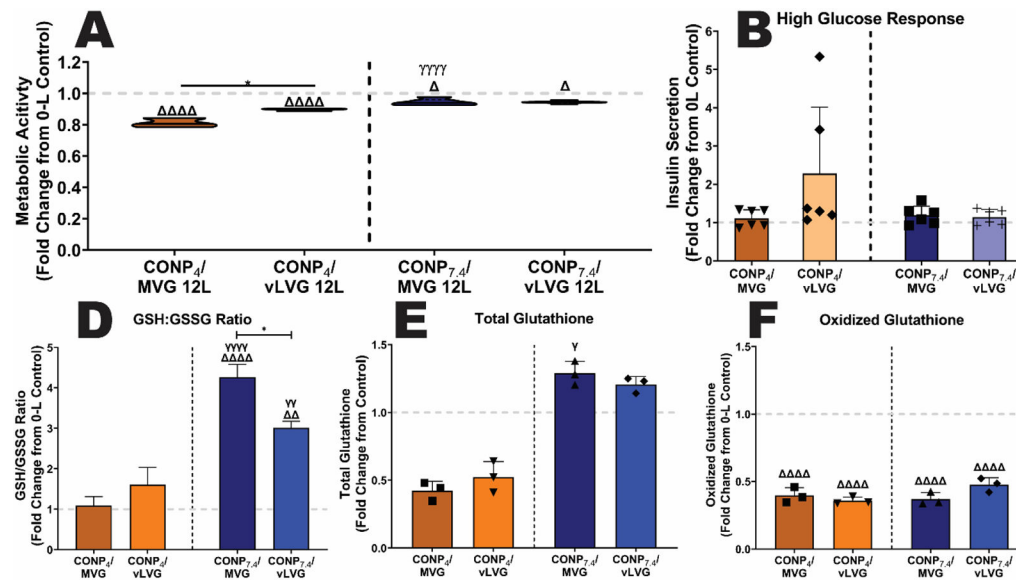 A
Metabolic Acitivty
(Fold Change from 0-L Control)
1.2
1.0
0.8
0.6
0.4
0.2
0.0
ΔΔΔΔ
*
ΔΔΔΔ
γγγγ
Δ
Δ
CONP4/
MVG 12L
CONP4/
vLVG 12L
CONP7.4/
MVG 12L
CONP7.4/
vLVG 12L
B
High Glucose Response
Insulin Secretion
(Fold Change from 0L Control)
6
5
4
3
2
1
0
CONP4/
MVG
CONP4/
vLVG
CONP7.4/
MVG
CONP7.4/
vLVG
D
GSH:GSSG Ratio
GSH/GSSG Ratio
(Fold Change from 0-L Control)
5
4
3
2
1
0
*
γγγγ
ΔΔΔΔ
γγ
ΔΔ
CONP4/
MVG
CONP4/
vLVG
CONP7.4/
MVG
CONP7.4/
vLVG
E
Total Glutathione
Total Glutathione
(Fold Change from Control)
1.5
1.0
0.5
0.0
γ
CONP4/
MVG
CONP4/
vLVG
CONP7.4/
MVG
CONP7.4/
vLVG
F
Oxidized Glutathione
Oxidized Glutathione
(Fold Change from 0-L Control)
1.5
1.0
0.5
0.0
ΔΔΔΔ
ΔΔΔΔ
ΔΔΔΔ
ΔΔΔΔ
CONP4/
MVG
CONP4/
vLVG
CONP7.4/
MVG
CONP7.4/
vLVG